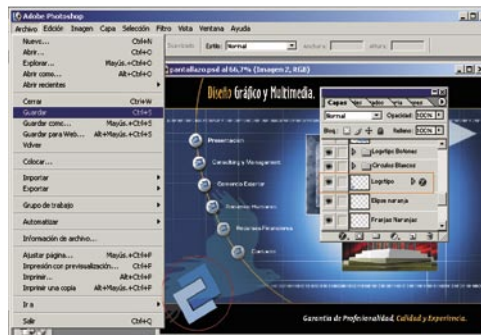 Adobe Photoshop
Archivo Edición Imagen Capa Selección Filtro Vista Ventana Ayuda
Nuevo... Ctrl+N
Abrir... Ctrl+O
Explorar... Mayús.+Ctrl+O
Abrir como... Alt+Ctrl+O
Abrir recientes
Cerrar Ctrl+W
Guardar Ctrl+S
Guardar como... Mayús.+Ctrl+S
Guardar para Web... Alt+Mayús.+Ctrl+S
Volver
Colocar...
Importar
Exportar
Grupo de trabajo
Automatizar
Información de archivo...
Ajustar página... Mayús.+Ctrl+P
Impresión con previsualización... Ctrl+P
Imprimir... Alt+Ctrl+P
Imprimir una copia Alt+Mayús.+Ctrl+P
Ir a
Salir Ctrl+Q
Estilo: Normal
pantallazo.psd al 66,7% (Imagen 2, RGB)
Diseño Gráfico y Multimedia.
Presentación
Consulting y Management
Comercio Exterior
Recursos Humanos
Recursos Financieros
Contacto
Capas
Normal Opacidad: 100%
Bloq.: Relleno: 100%
Logotipo Botones
Círculos Blancos
Logotipo
Elipse naranja
Franjas Naranjas
Garantía de Profesionalidad, Calidad y Experiencia.